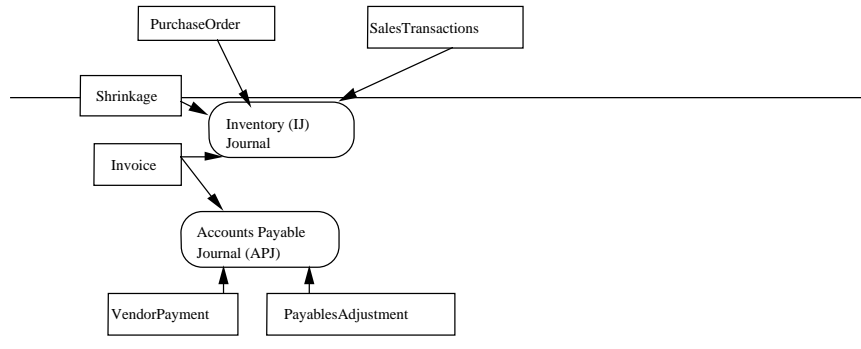 PurchaseOrder
SalesTransactions
Shrinkage
Inventory (IJ)
Journal
Invoice
Accounts Payable
Journal (APJ)
VendorPayment
PayablesAdjustment